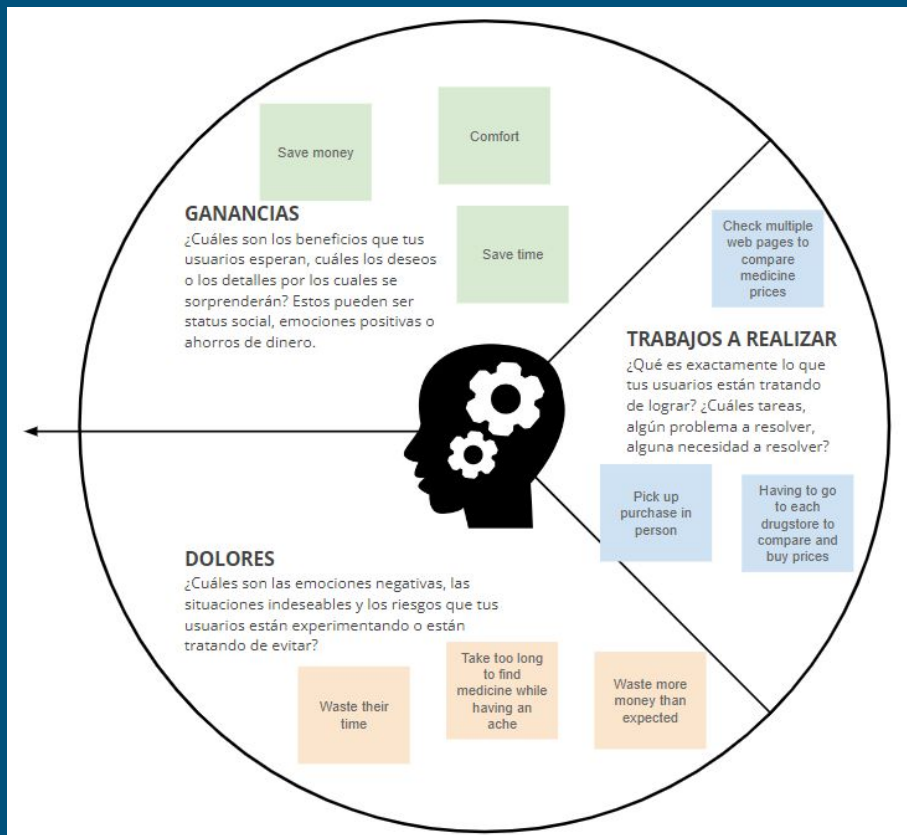 Save money
Comfort
GANANCIAS
¿Cuáles son los beneficios que tus
usuarios esperan, cuáles los deseos
o los detalles por los cuales se
sorprenderán? Estos pueden ser
status social, emociones positivas o
ahorros de dinero.
Save time
Check multiple
web pages to
compare
medicine
prices
TRABAJOS A REALIZAR
¿Qué es exactamente lo que
tus usuarios están tratando
de lograr? ¿Cuáles tareas,
algún problema a resolver,
alguna necesidad a resolver?
Pick up
purchase in
person
Having to go
to each
drugstore to
compare and
buy prices
DOLORES
¿Cuáles son las emociones negativas, las
situaciones indeseables y los riesgos que tus
usuarios están experimentando o están
tratando de evitar?
Waste their
time
Take too long
to find
medicine while
having an
ache
Waste more
money than
expected